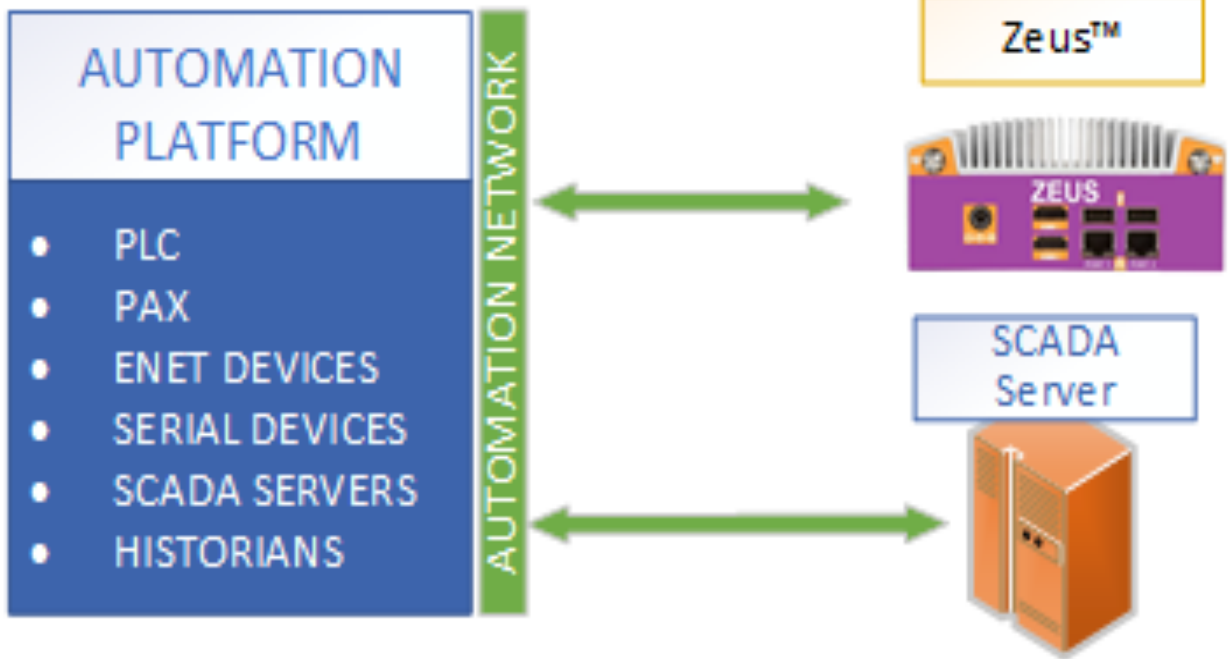 AUTOMATION
PLATFORM
PLC
PAX
ENET DEVICES
SERIAL DEVICES
SCADA SERVERS
HISTORIANS
AUTOMATION NETWORK
Zeus™
ZEUS
SCADA
Server